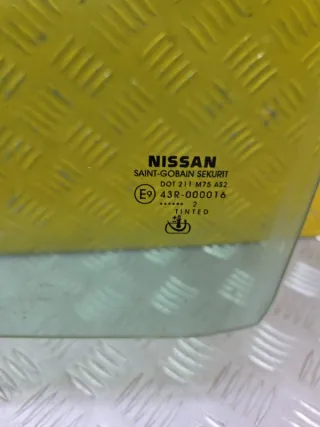 NISSAN
SAINT-GOBAIN SEKURIT
DOT 211 M75 AS2
E9 43R-000016
...... 2
TINTED